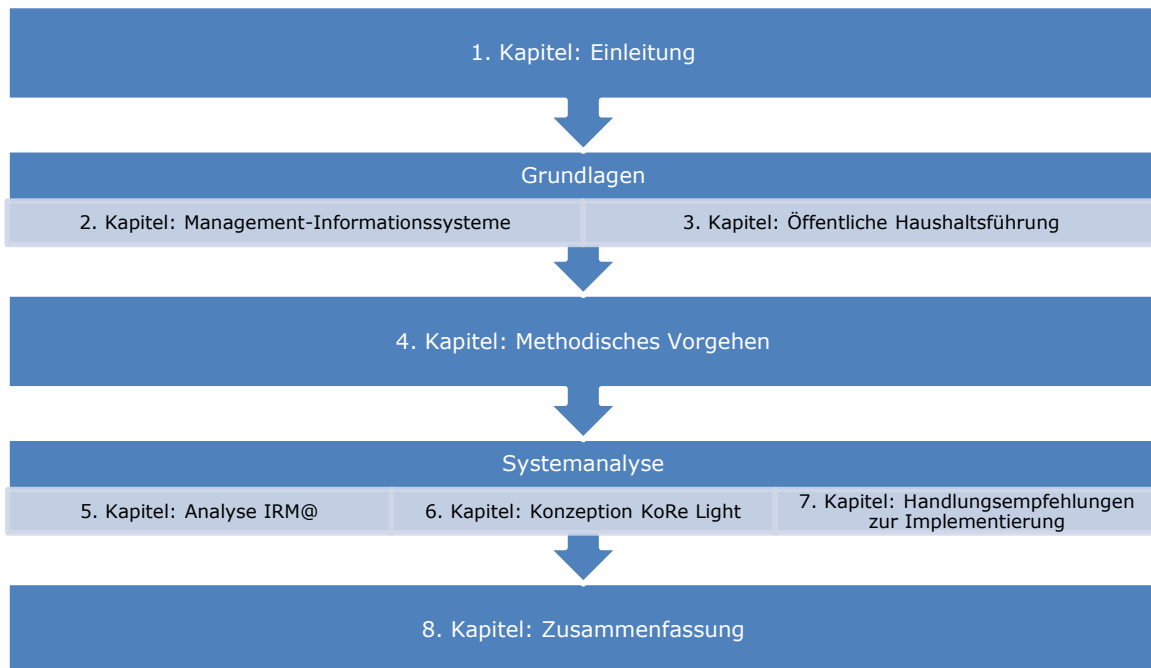 1. Kapitel: Einleitung
Grundlagen
2. Kapitel: Management-Informationssysteme
3. Kapitel: Öffentliche Haushaltsführung
4. Kapitel: Methodisches Vorgehen
Systemanalyse
5. Kapitel: Analyse IRM@
6. Kapitel: Konzeption KoRe Light
7. Kapitel: Handlungsempfehlungen
zur Implementierung
8. Kapitel: Zusammenfassung